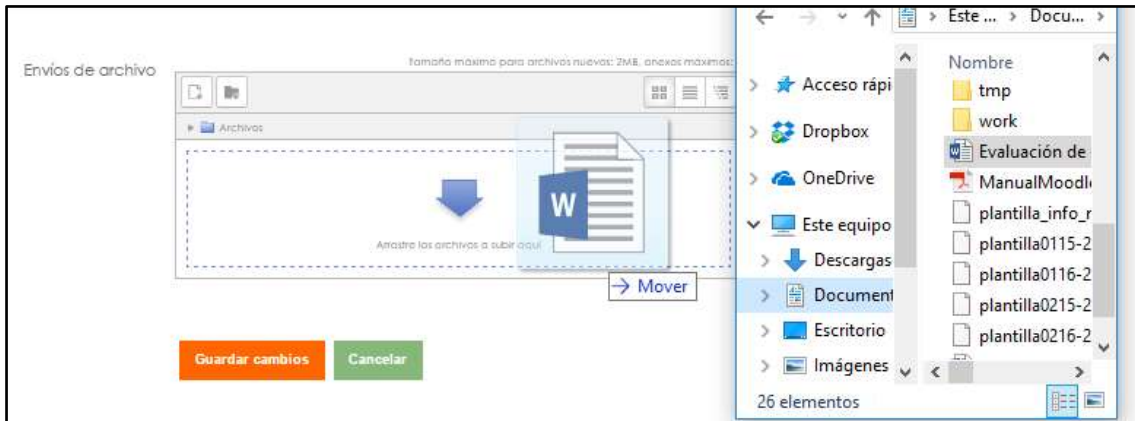 Envíos de archivo
Tamaño máximo para archivos nuevos: 2MB, anexos máximos:
Archivos
W
Arrastre los archivos a subir aquí
Mover
Guardar cambios
Cancelar
Este ... > Docu... >
Acceso rápi
Dropbox
OneDrive
Este equipo
Descargas
Document
Escritorio
Imágenes
Nombre
tmp
work
Evaluación de
ManualMoodl
plantilla_info_r
plantilla0115-2
plantilla0116-2
plantilla0215-2
plantilla0216-2
26 elementos